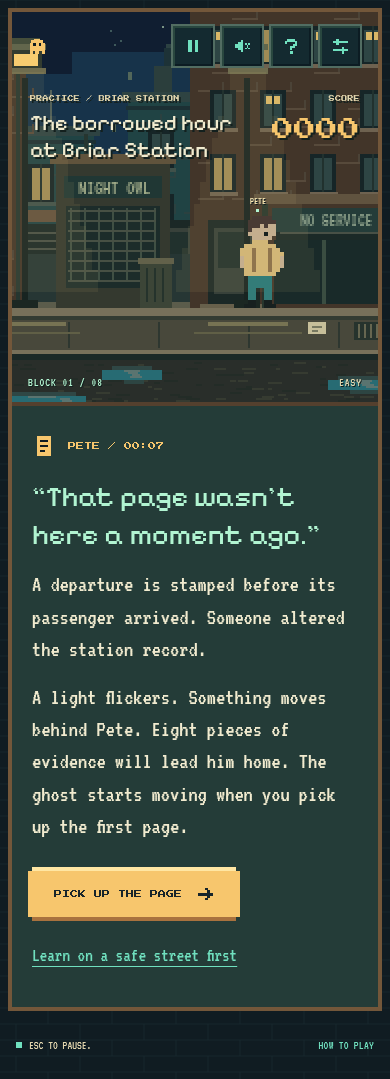 ?
PRACTICE / BRIAR STATION
SCORE
The borrowed hour
at Briar Station
0000
NIGHT OWL
PETE
NO SERVICE
BLOCK 01 / 08
EASY
PETE / 00:07
“That page wasn’t
here a moment ago.”
A departure is stamped before its
passenger arrived. Someone altered
the station record.
A light flickers. Something moves
behind Pete. Eight pieces of
evidence will lead him home. The
ghost starts moving when you pick
up the first page.
PICK UP THE PAGE →
Learn on a safe street first
ESC TO PAUSE.
HOW TO PLAY